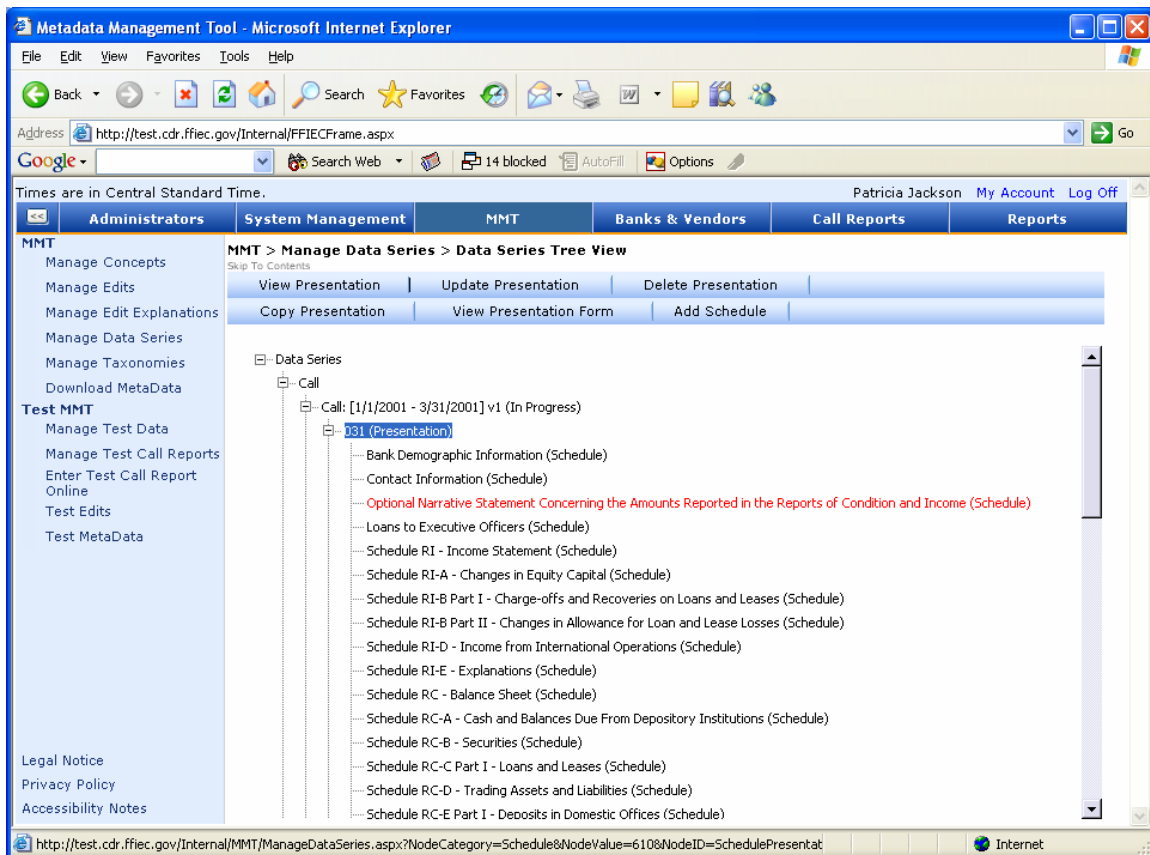 Metadata Management Tool - Microsoft Internet Explorer
File Edit View Favorites Tools Help
Back Search Favorites
Address http://test.cdr.ffiec.gov/Internal/FFIECFrame.aspx Go
Google Search Web 14 blocked AutoFill Options
Times are in Central Standard Time. Patricia Jackson My Account Log Off
<< Administrators System Management MMT Banks & Vendors Call Reports Reports
MMT
Manage Concepts
Manage Edits
Manage Edit Explanations
Manage Data Series
Manage Taxonomies
Download MetaData
Test MMT
Manage Test Data
Manage Test Call Reports
Enter Test Call Report
Online
Test Edits
Test MetaData
Legal Notice
Privacy Policy
Accessibility Notes
MMT > Manage Data Series > Data Series Tree View
Skip To Contents
View Presentation Update Presentation Delete Presentation
Copy Presentation View Presentation Form Add Schedule
Data Series
Call
Call: [1/1/2001 - 3/31/2001] v1 (In Progress)
031 (Presentation)
Bank Demographic Information (Schedule)
Contact Information (Schedule)
Optional Narrative Statement Concerning the Amounts Reported in the Reports of Condition and Income (Schedule)
Loans to Executive Officers (Schedule)
Schedule RI - Income Statement (Schedule)
Schedule RI-A - Changes in Equity Capital (Schedule)
Schedule RI-B Part I - Charge-offs and Recoveries on Loans and Leases (Schedule)
Schedule RI-B Part II - Changes in Allowance for Loan and Lease Losses (Schedule)
Schedule RI-D - Income from International Operations (Schedule)
Schedule RI-E - Explanations (Schedule)
Schedule RC - Balance Sheet (Schedule)
Schedule RC-A - Cash and Balances Due From Depository Institutions (Schedule)
Schedule RC-B - Securities (Schedule)
Schedule RC-C Part I - Loans and Leases (Schedule)
Schedule RC-D - Trading Assets and Liabilities (Schedule)
Schedule RC-E Part I - Deposits in Domestic Offices (Schedule)
http://test.cdr.ffiec.gov/Internal/MMT/ManageDataSeries.aspx?NodeCategory=Schedule&NodeValue=610&NodeID=SchedulePresentat Internet